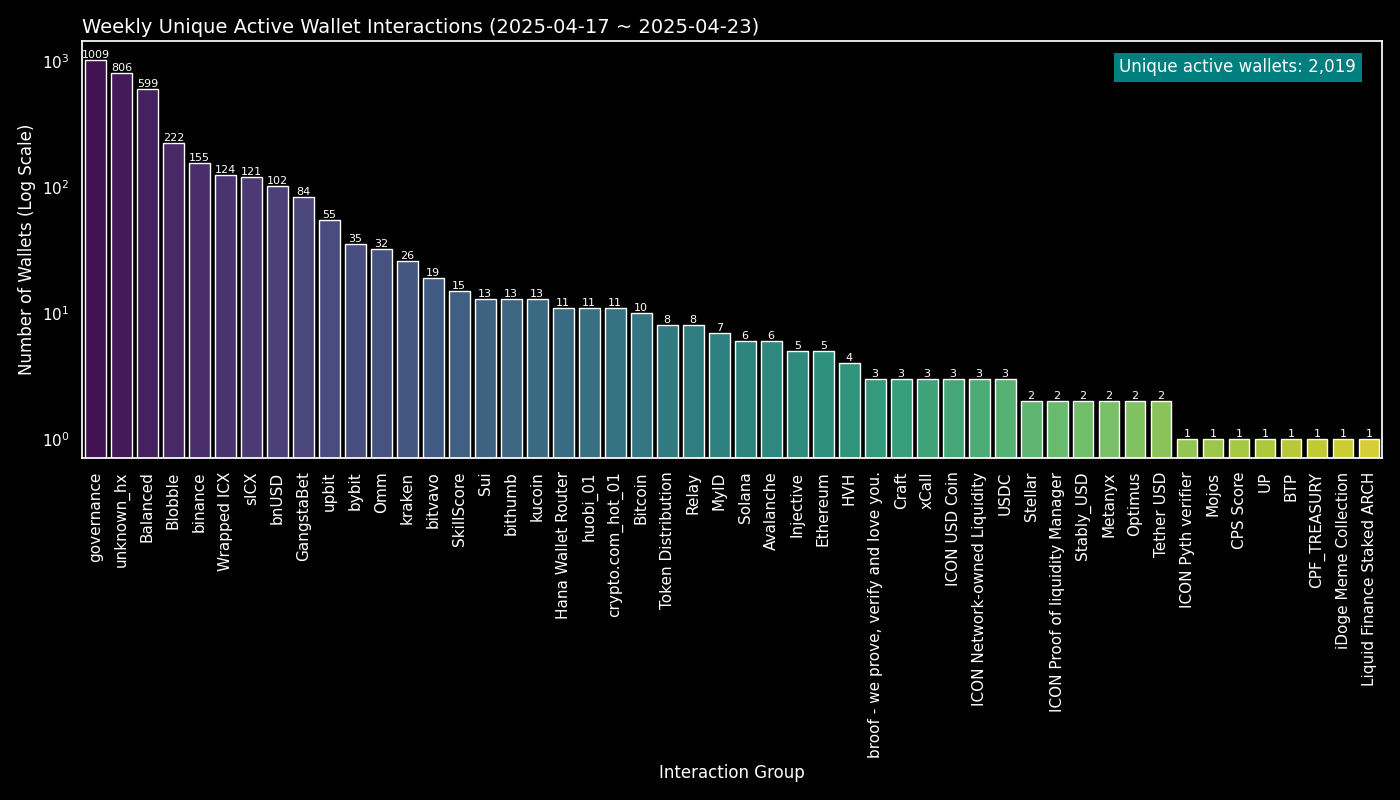 Weekly Unique Active Wallet Interactions (2025-04-17 ~ 2025-04-23)
Unique active wallets: 2,019
Number of Wallets (Log Scale)
10³
10²
10¹
10⁰
1009
806
599
222
155
124
121
102
84
55
35
32
26
19
15
13
13
13
11
11
11
10
8
8
7
6
6
5
5
4
3
3
3
3
3
3
2
2
2
2
2
2
1
1
1
1
1
1
1
1
governance
unknown_hx
Balanced
Blobble
binance
Wrapped ICX
sICX
bnUSD
GangstaBet
upbit
bybit
Omm
kraken
bitvavo
SkillScore
Sui
bithumb
kucoin
Hana Wallet Router
huobi_01
crypto.com_hot_01
Bitcoin
Token Distribution
Relay
MyID
Solana
Avalanche
Injective
Ethereum
HVH
broof - we prove, verify and love you.
Craft
xCall
ICON USD Coin
ICON Network-owned Liquidity
USDC
Stellar
ICON Proof of liquidity Manager
Stably_USD
Metanyx
Optimus
Tether USD
ICON Pyth verifier
Mojos
CPS Score
UP
BTP
CPF_TREASURY
iDoge Meme Collection
Liquid Finance Staked ARCH
Interaction Group